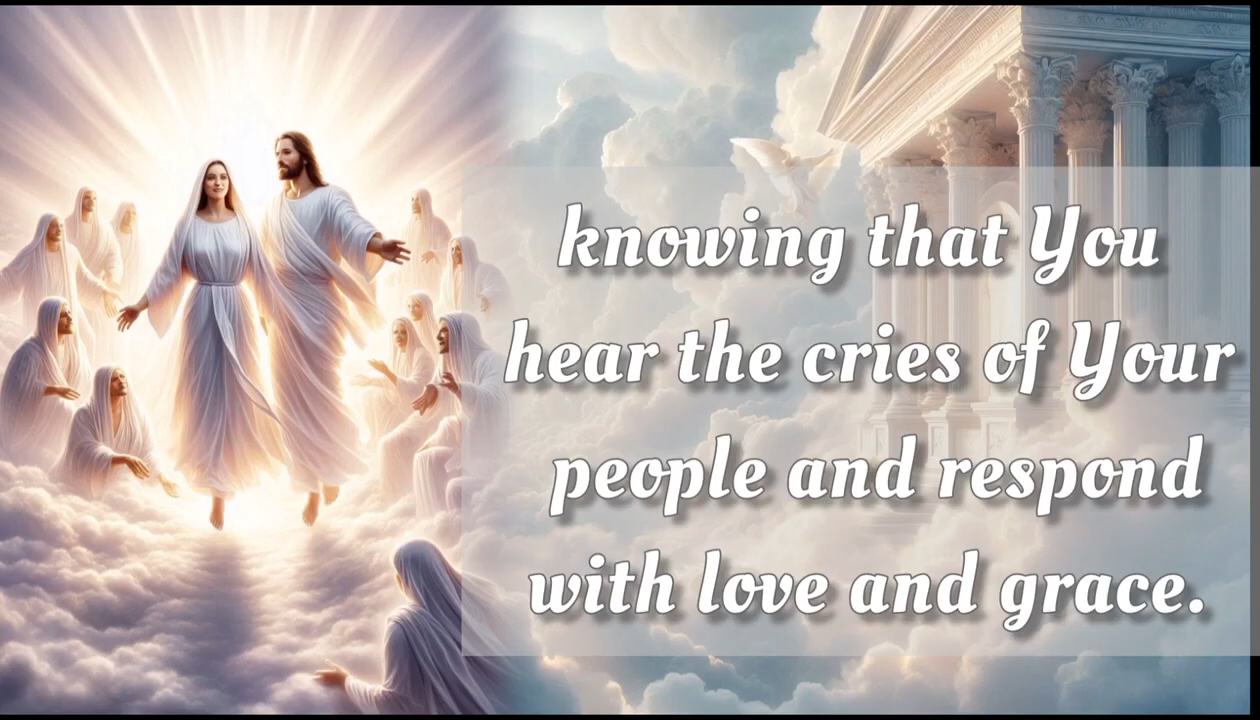 knowing that You
hear the cries of Your
people and respond
with love and grace.